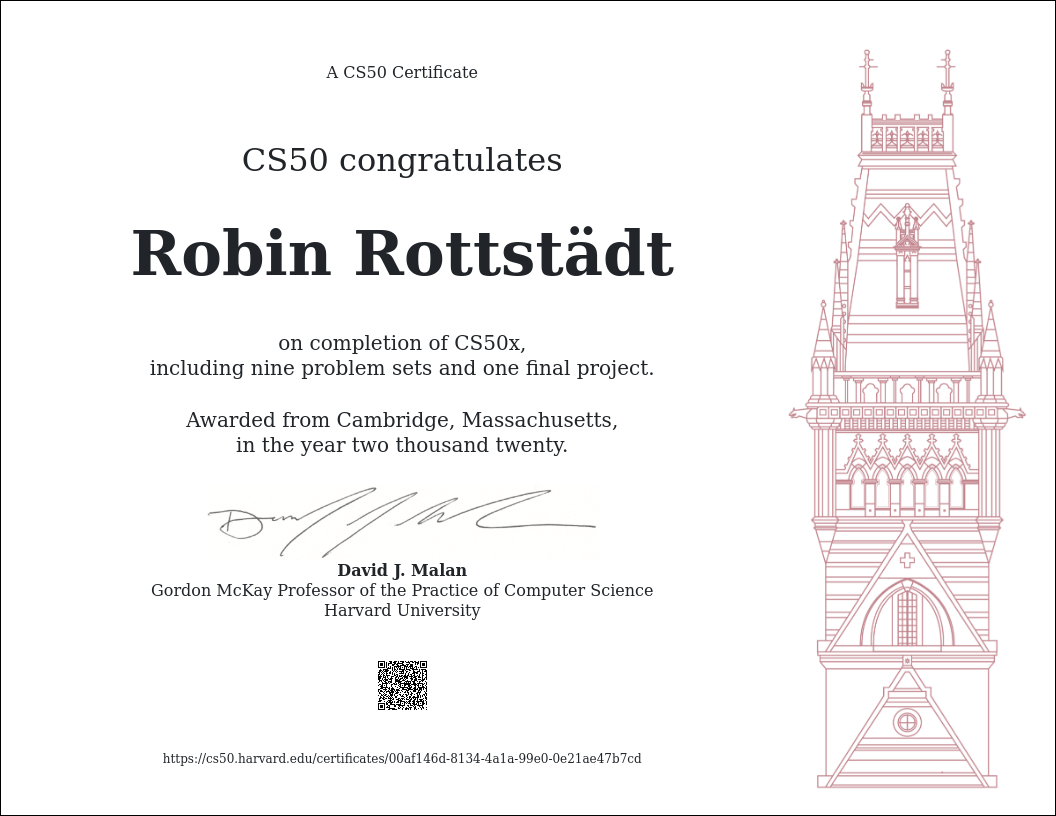 A CS50 Certificate
CS50 congratulates
Robin Rottstädt
on completion of CS50x,
including nine problem sets and one final project.
Awarded from Cambridge, Massachusetts,
in the year two thousand twenty.
David J. Malan
Gordon McKay Professor of the Practice of Computer Science
Harvard University
https://cs50.harvard.edu/certificates/00af146d-8134-4a1a-99e0-0e21ae47b7cd